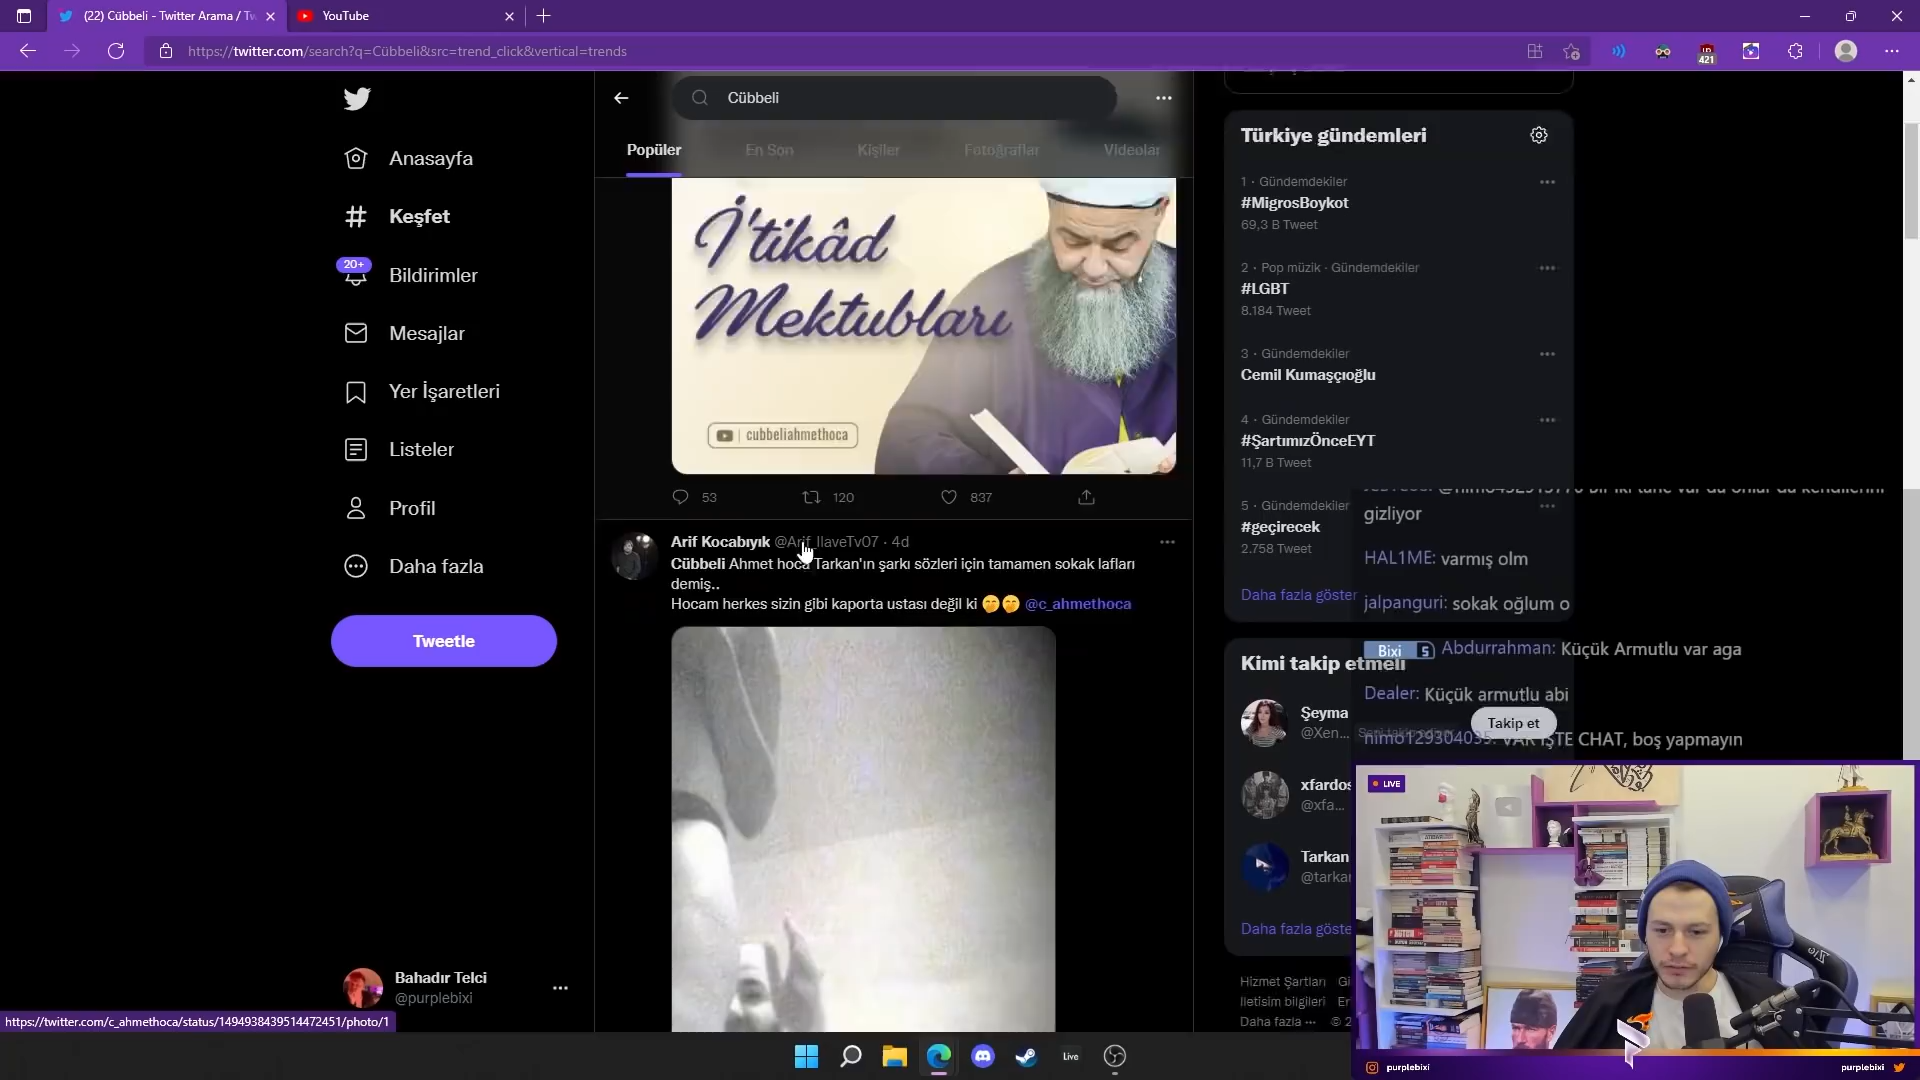 (22) Cübbeli - Twitter Arama / Tw
YouTube
https://twitter.com/search?q=Cübbeli&src=trend_click&vertical=trends
421
Anasayfa
Keşfet
20+
Bildirimler
Mesajlar
Yer İşaretleri
Listeler
Profil
Daha fazla
Tweetle
Bahadır Telci
@purplebixi
https://twitter.com/c_ahmethoca/status/1494938439514472451/photo/1
Cübbeli
Popüler
En Son
Kişiler
Fotoğraflar
Videolar
İ'tikâd
Mektubları
cubbeliahmethoca
53
120
837
Arif Kocabıyık @Arif_IlaveTv07 · 4d
Cübbeli Ahmet hoca Tarkan'ın şarkı sözleri için tamamen sokak lafları
demiş..
Hocam herkes sizin gibi kaporta ustası değil ki 🤭🤭 @c_ahmethoca
Türkiye gündemleri
1 · Gündemdekiler
#MigrosBoykot
69,3 B Tweet
2 · Pop müzik · Gündemdekiler
#LGBT
8.184 Tweet
3 · Gündemdekiler
Cemil Kumaşçıoğlu
4 · Gündemdekiler
#ŞartımızÖnceEYT
11,7 B Tweet
5 · Gündemdekiler
#geçirecek
2.758 Tweet
Daha fazla göster
Kimi takip etmeli
Şeyma
@Xen...
Takip et
xfardos
@xfa...
Tarkan
@tarkan
Daha fazla göste
Hizmet Şartları
İletişim bilgileri
Daha fazla ···
gizliyor
HAL1ME: varmış olm
jalpanguri: sokak oğlum o
Bixi 5 Abdurrahman: Küçük Armutlu var aga
Dealer: Küçük armutlu abi
nimo129304035: VAR İŞTE CHAT, boş yapmayın
LIVE
purplebixi
purplebixi
Live